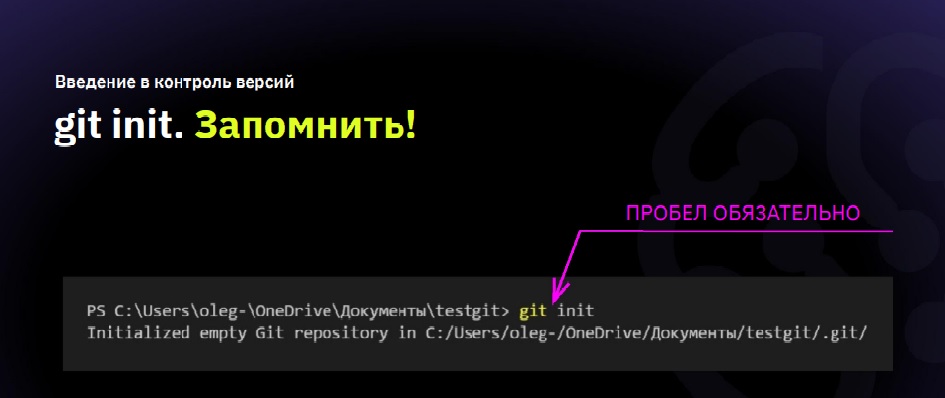 Введение в контроль версий
git init. Запомнить!
ПРОБЕЛ ОБЯЗАТЕЛЬНО
PS C:\Users\oleg-\OneDrive\Документы\testgit> git init
Initialized empty Git repository in C:/Users/oleg-/OneDrive/Документы/testgit/.git/